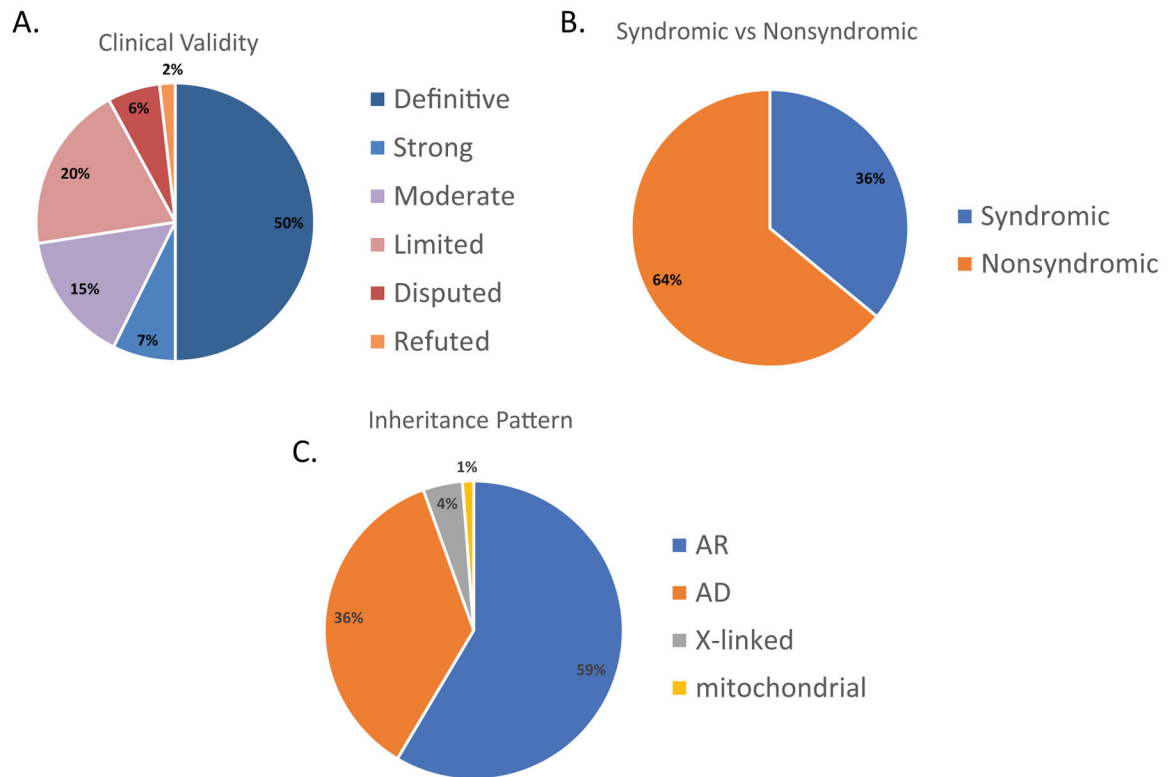 A.
Clinical Validity
2%
6%
20%
50%
15%
7%
Definitive
Strong
Moderate
Limited
Disputed
Refuted
B.
Syndromic vs Nonsyndromic
36%
64%
Syndromic
Nonsyndromic
Inheritance Pattern
C.
1%
4%
36%
59%
AR
AD
X-linked
mitochondrial